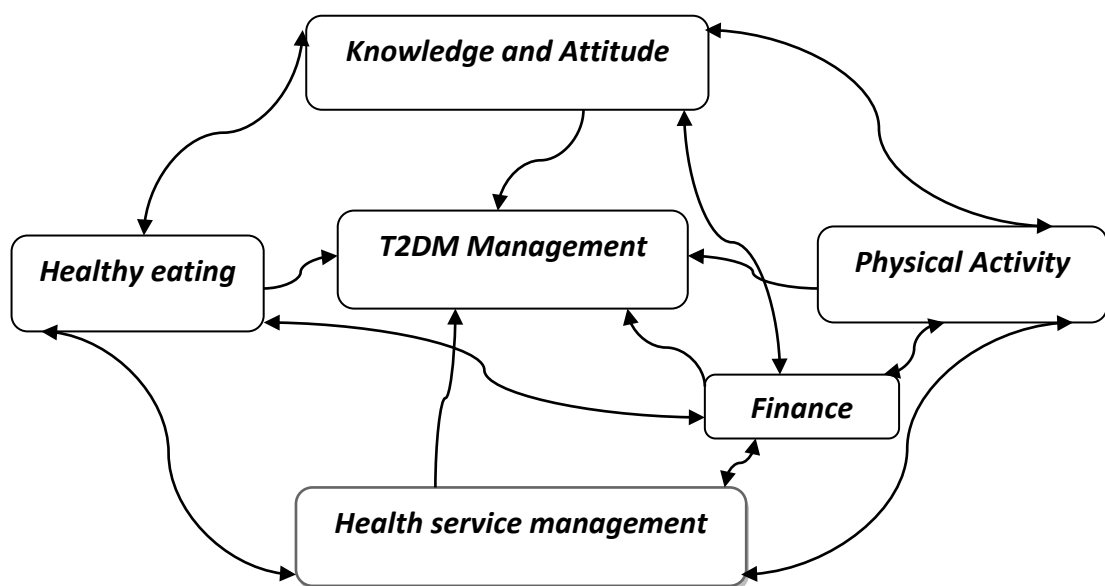 Knowledge and Attitude
T2DM Management
Healthy eating
Physical Activity
Finance
Health service management